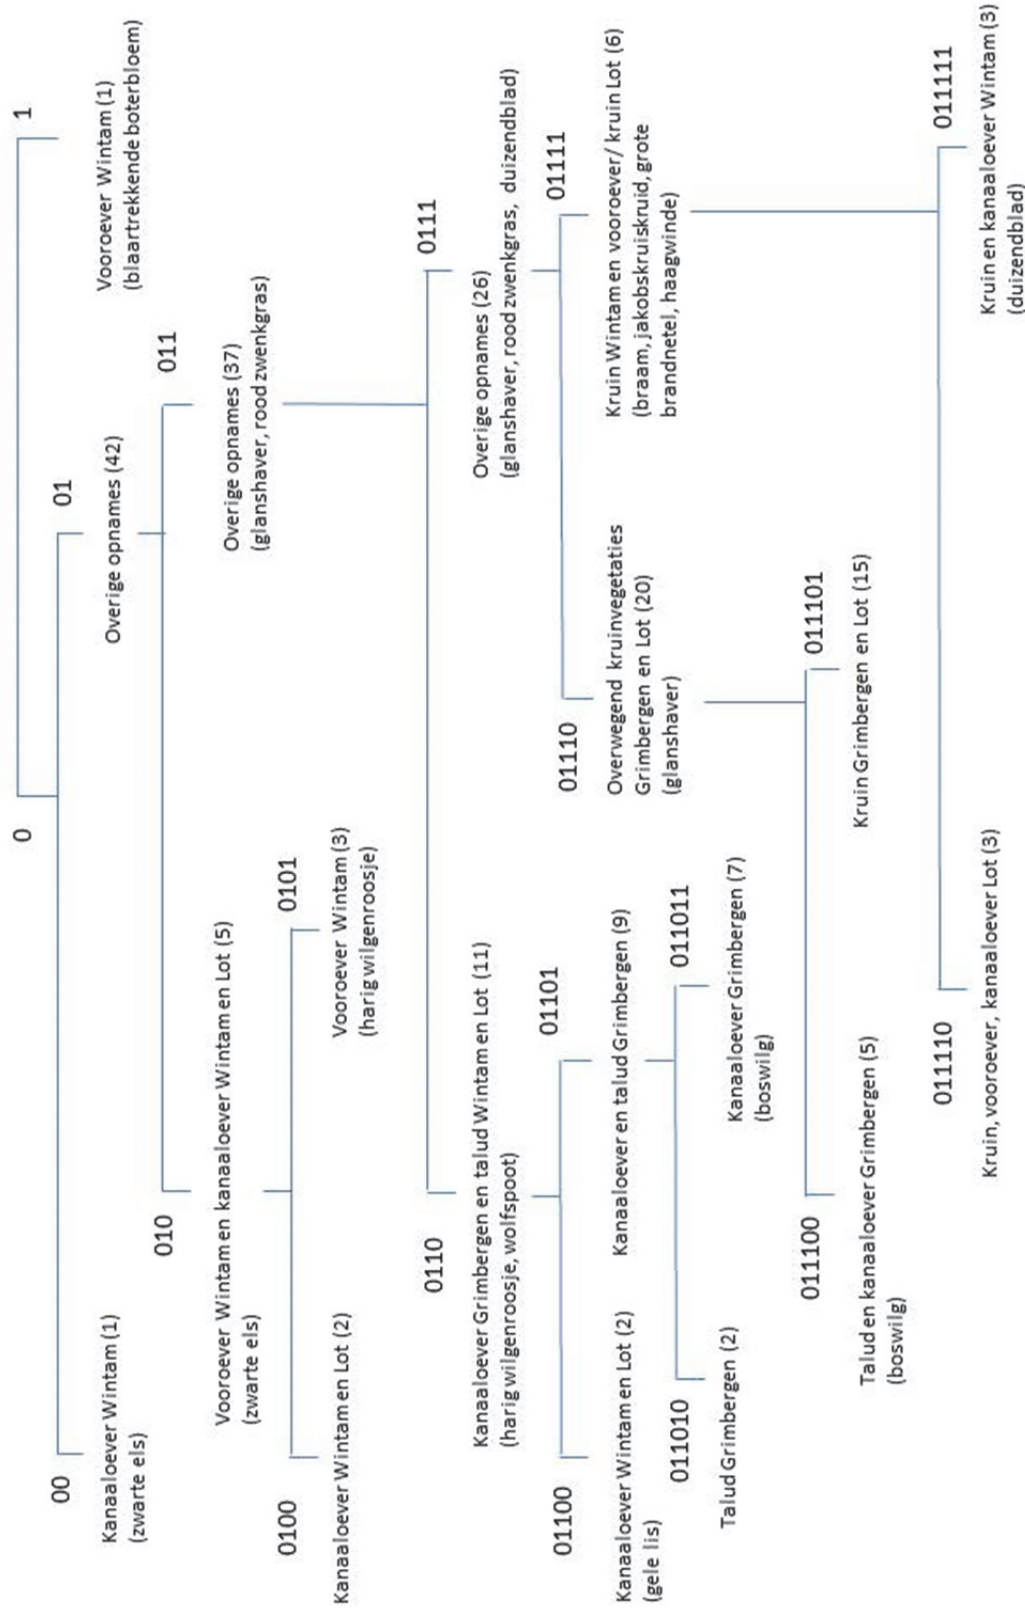 0
1
Vooroever Wintam (1)
(blaartrekkende boterbloem)
00
Kanaaloever Wintam (1)
(zwarte els)
01
Overige opnames (42)
010
Vooroever Wintam en kanaaloever Wintam en Lot (5)
(zwarte els)
011
Overige opnames (37)
(glanshaver, rood zwenkgras)
0100
Kanaaloever Wintam en Lot (2)
0101
Vooroever Wintam (3)
(harig wilgenroosje)
0110
Kanaaloever Grimbergen en talud Wintam en Lot (11)
(harig wilgenroosje, wolfspoot)
0111
Overige opnames (26)
(glanshaver, rood zwenkgras, duizendblad)
01100
Kanaaloever Wintam en Lot (2)
(gele lis)
01101
Kanaaloever en talud Grimbergen (9)
01110
Overwegend kruinvegetaties
Grimbergen en Lot (20)
(glanshaver)
01111
Kruin Wintam en vooroever/ kruin Lot (6)
(braam, jakobskruiskruid, grote
brandnetel, haagwinde)
011010
Talud Grimbergen (2)
011011
Kanaaloever Grimbergen (7)
(boswilg)
011100
Talud en kanaaloever Grimbergen (5)
(boswilg)
011101
Kruin Grimbergen en Lot (15)
011110
Kruin, vooroever, kanaaloever Lot (3)
011111
Kruin en kanaaloever Wintam (3)
(duizendblad)